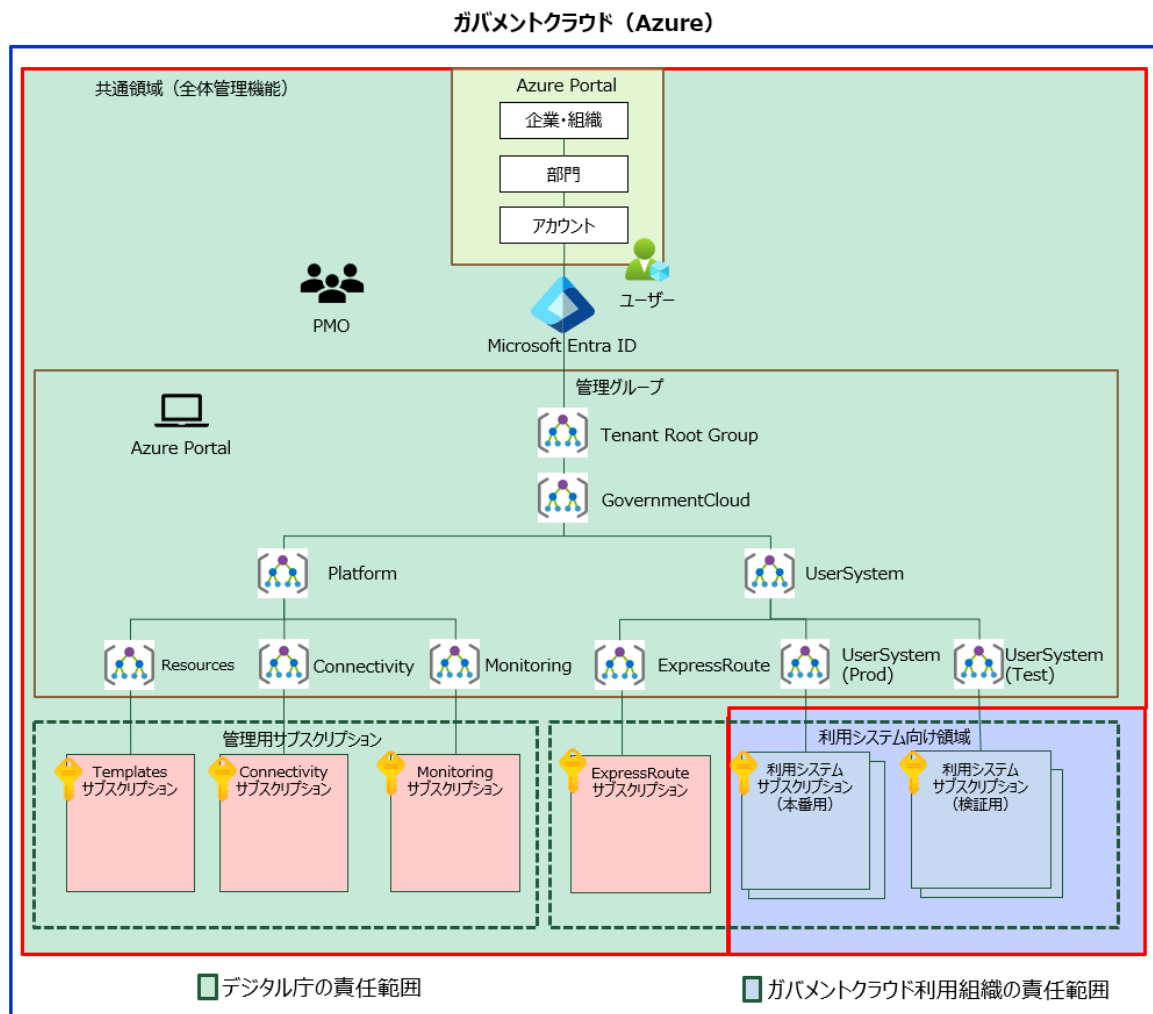 ガバメントクラウド（Azure）
共通領域（全体管理機能）
Azure Portal
企業・組織
部門
アカウント
ユーザー
PMO
Microsoft Entra ID
管理グループ
Azure Portal
Tenant Root Group
GovernmentCloud
Platform
UserSystem
Resources
Connectivity
Monitoring
ExpressRoute
UserSystem
(Prod)
UserSystem
(Test)
管理用サブスクリプション
利用システム向け領域
Templates
サブスクリプション
Connectivity
サブスクリプション
Monitoring
サブスクリプション
ExpressRoute
サブスクリプション
利用システム
サブスクリプション
（本番用）
利用システム
サブスクリプション
（検証用）
デジタル庁の責任範囲
ガバメントクラウド利用組織の責任範囲